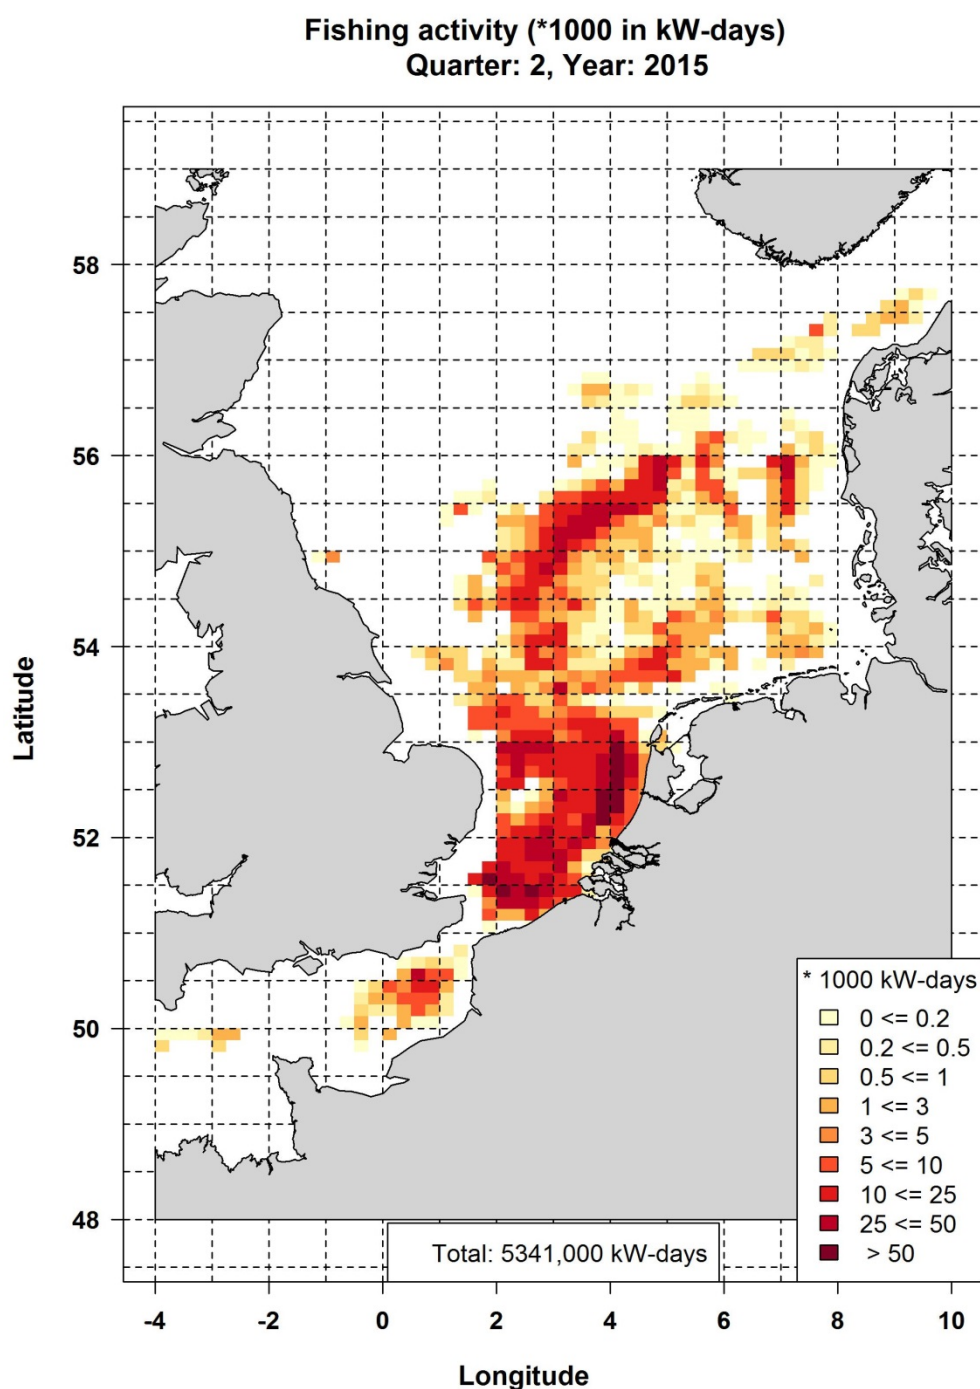 Fishing activity (*1000 in kW-days)
Quarter: 2, Year: 2015
Latitude
58
56
54
52
50
48
* 1000 kW-days
0 <= 0.2
0.2 <= 0.5
0.5 <= 1
1 <= 3
3 <= 5
5 <= 10
10 <= 25
25 <= 50
> 50
Total: 5341,000 kW-days
-4 -2 0 2 4 6 8 10
Longitude